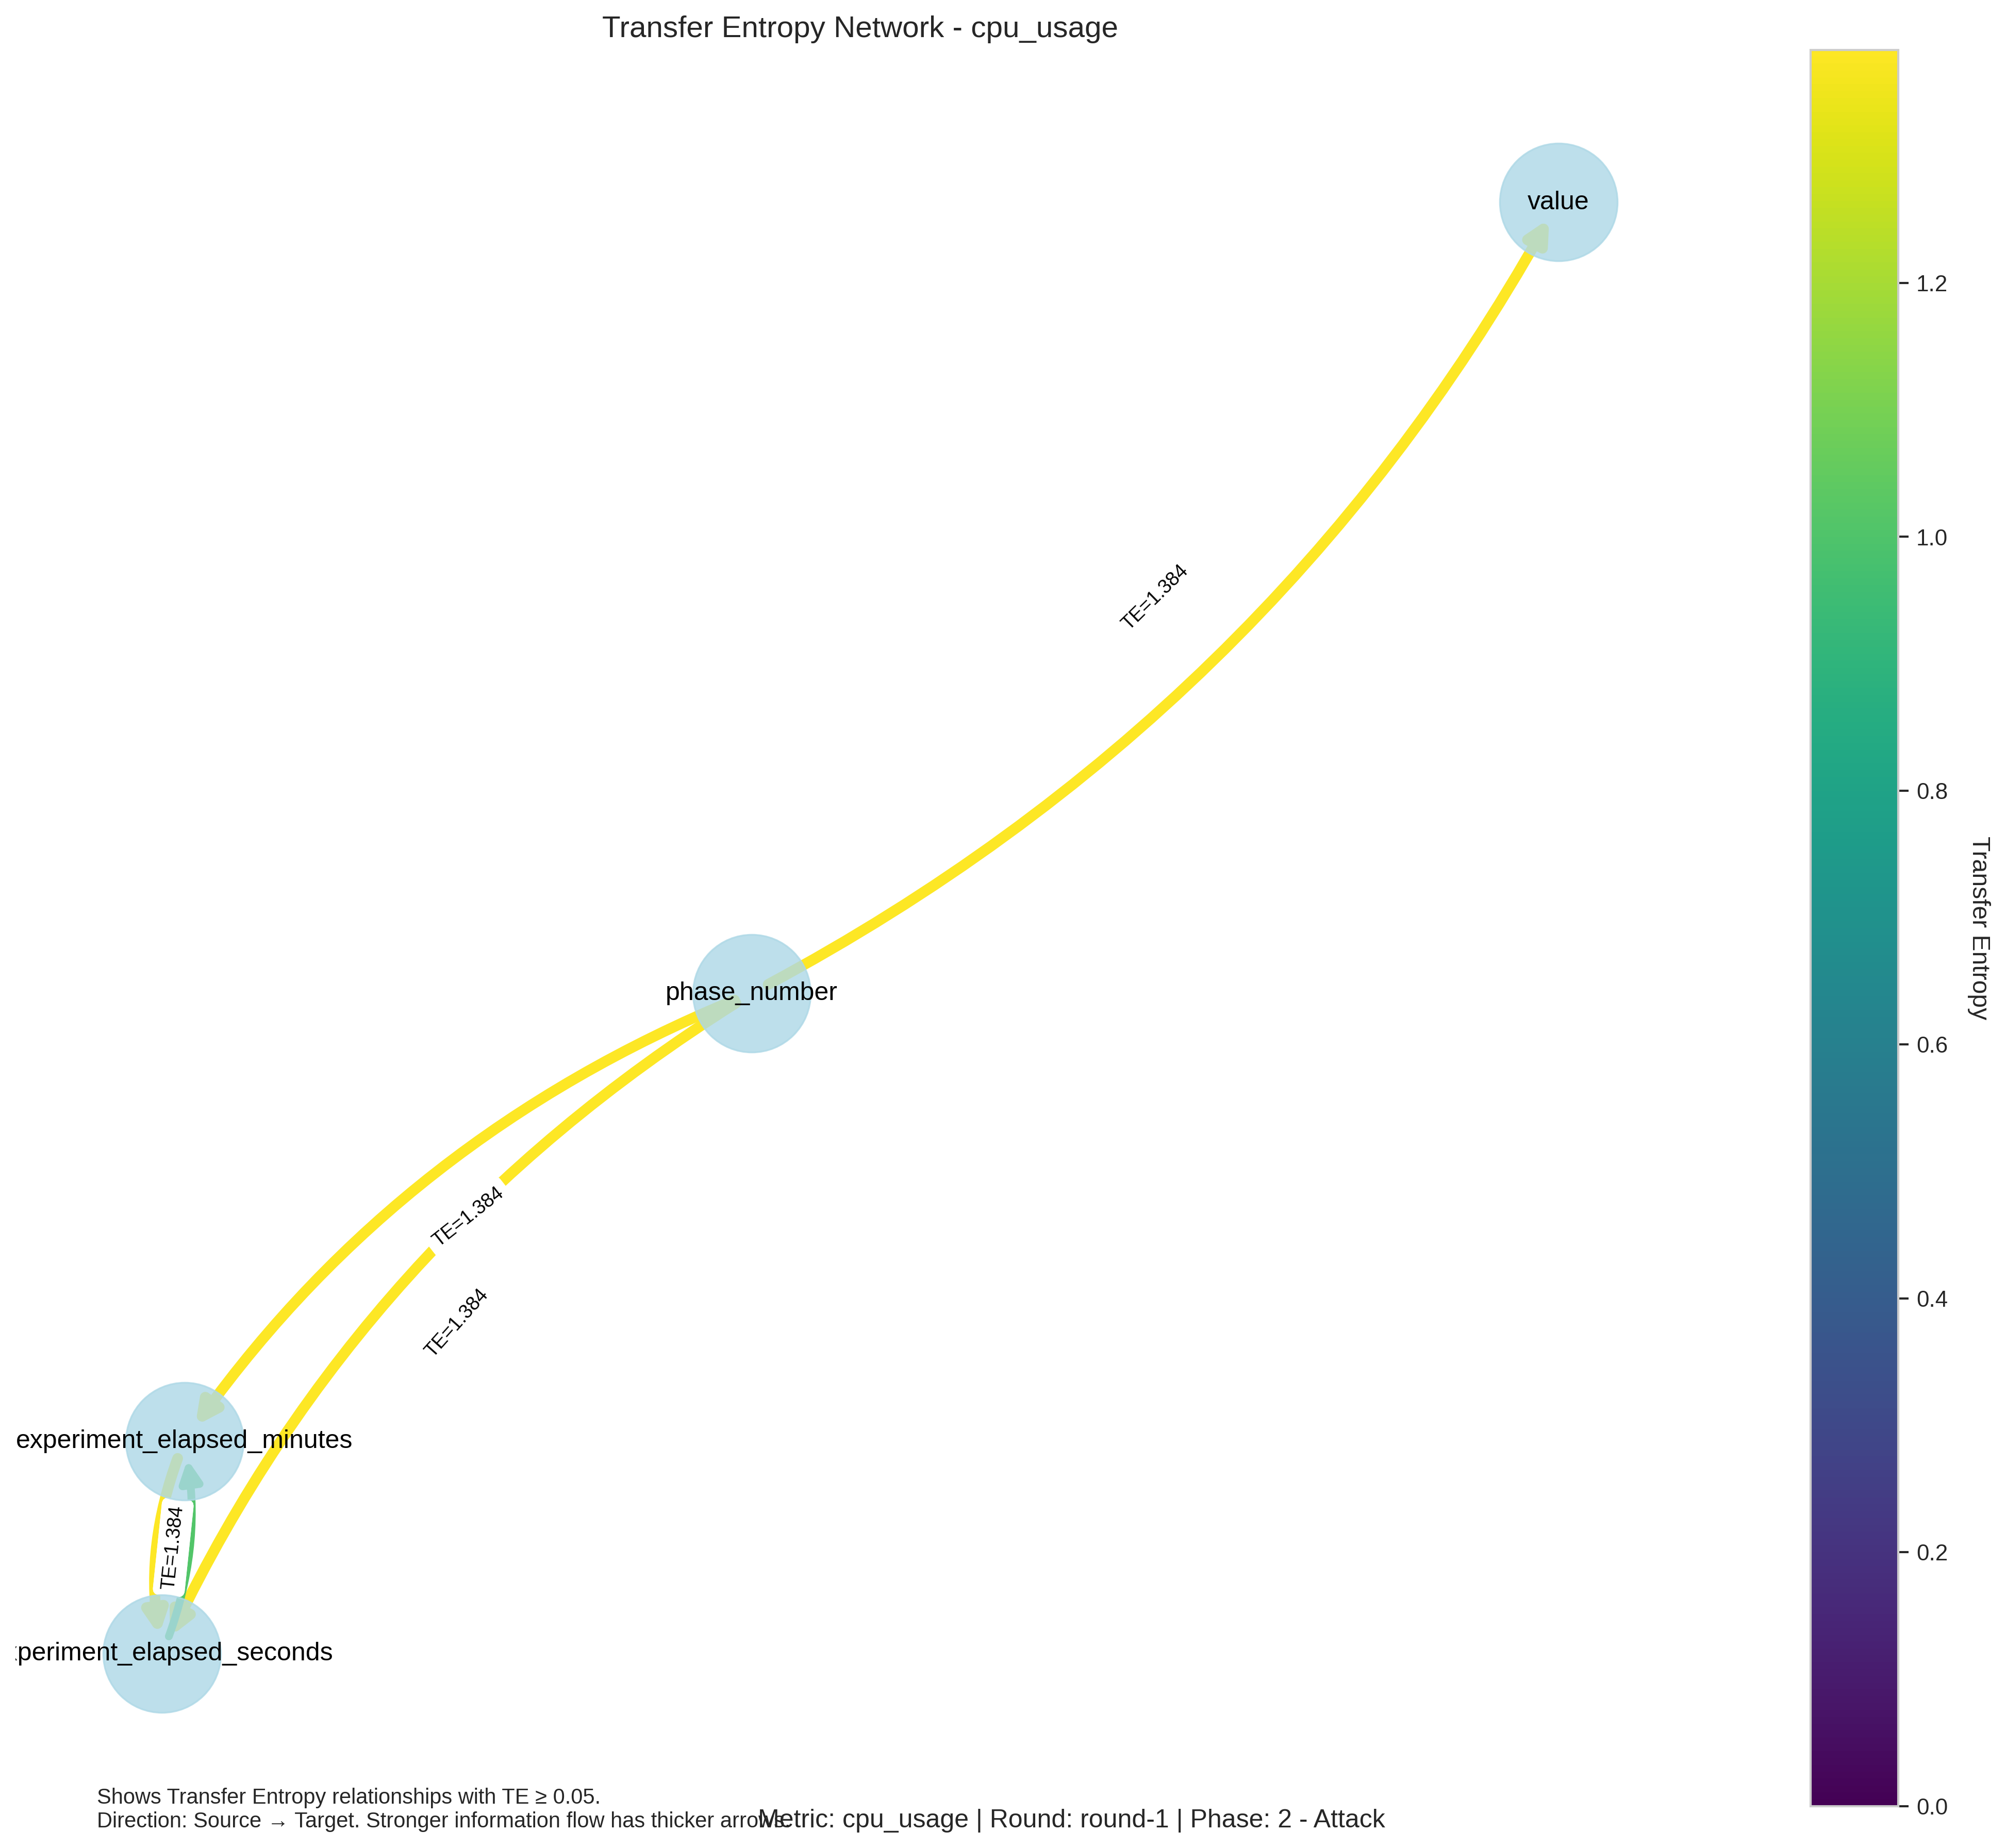 Transfer Entropy Network - cpu_usage
value
TE=1.384
phase_number
TE=1.384
TE=1.384
experiment_elapsed_minutes
TE=1.384
periment_elapsed_seconds
1.2
1.0
0.8
0.6
0.4
0.2
0.0
Transfer Entropy
Shows Transfer Entropy relationships with TE ≥ 0.05.
Direction: Source → Target. Stronger information flow has thicker arrows.
Metric: cpu_usage | Round: round-1 | Phase: 2 - Attack